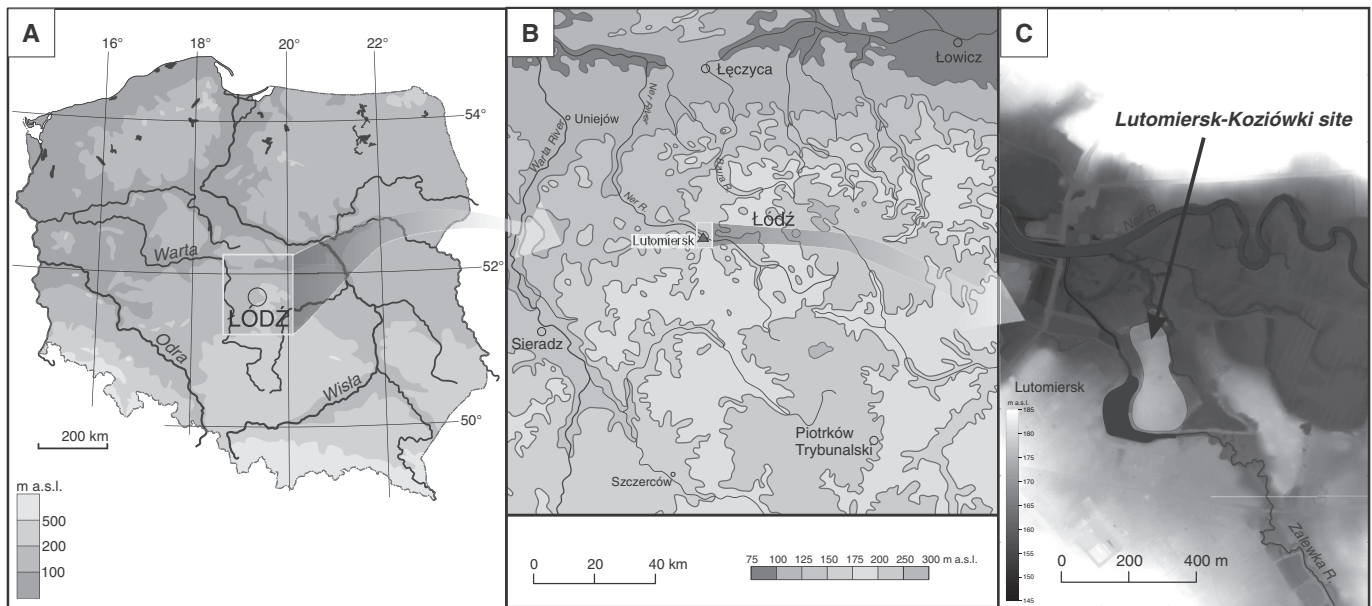 A
16°
18°
20°
22°
54°
52°
50°
Warta
ŁÓDŹ
Odra
Wisła
200 km
m a.s.l.
500
200
100
B
Łowicz
Łęczyca
Ner River
Uniejów
Warta River
Ner R.
Łódź
Lutomiersk
Sieradz
Piotrków
Trybunalski
Szczerców
0 20 40 km
75 100 125 150 175 200 250 300 m a.s.l.
C
Lutomiersk-Koziówki site
Ner R.
Lutomiersk
m a.s.l.
185
180
175
170
165
160
155
150
145
Zalewka R.
0 200 400 m